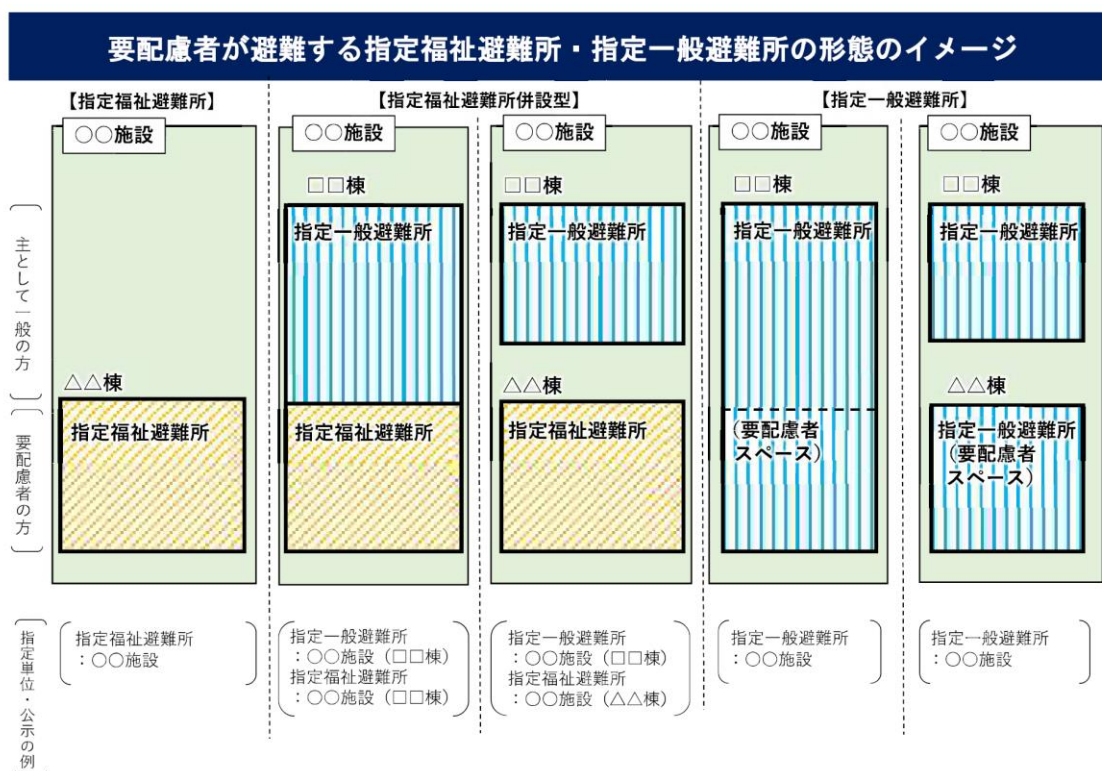 要配慮者が避難する指定福祉避難所・指定一般避難所の形態のイメージ
【指定福祉避難所】
【指定福祉避難所併設型】
【指定一般避難所】
主として一般の方
要配慮者の方
○○施設
△△棟
指定福祉避難所
○○施設
□□棟
指定一般避難所
指定福祉避難所
○○施設
□□棟
指定一般避難所
△△棟
指定福祉避難所
○○施設
□□棟
指定一般避難所
(要配慮者
スペース)
○○施設
□□棟
指定一般避難所
△△棟
指定一般避難所
(要配慮者
スペース)
指定単位・公示の例
指定福祉避難所
:○○施設
指定一般避難所
:○○施設(□□棟)
指定福祉避難所
:○○施設(□□棟)
指定一般避難所
:○○施設(□□棟)
指定福祉避難所
:○○施設(△△棟)
指定一般避難所
:○○施設
指定一般避難所
:○○施設